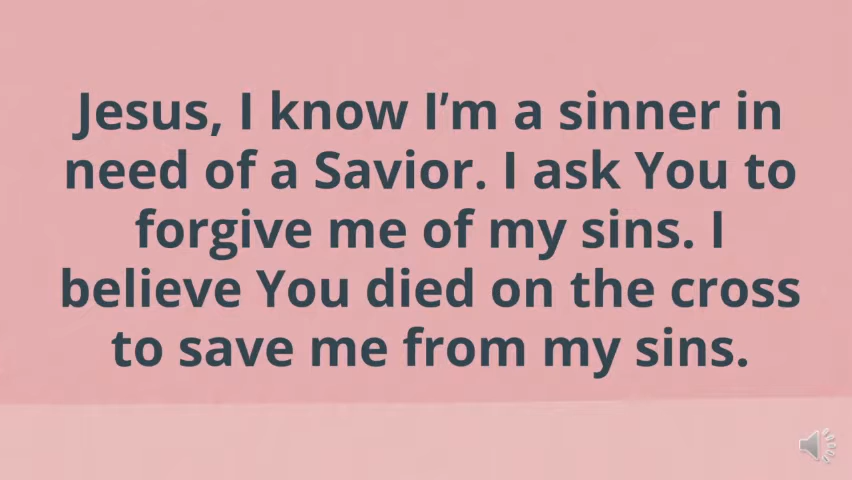 Jesus, I know I’m a sinner in
need of a Savior. I ask You to
forgive me of my sins. I
believe You died on the cross
to save me from my sins.